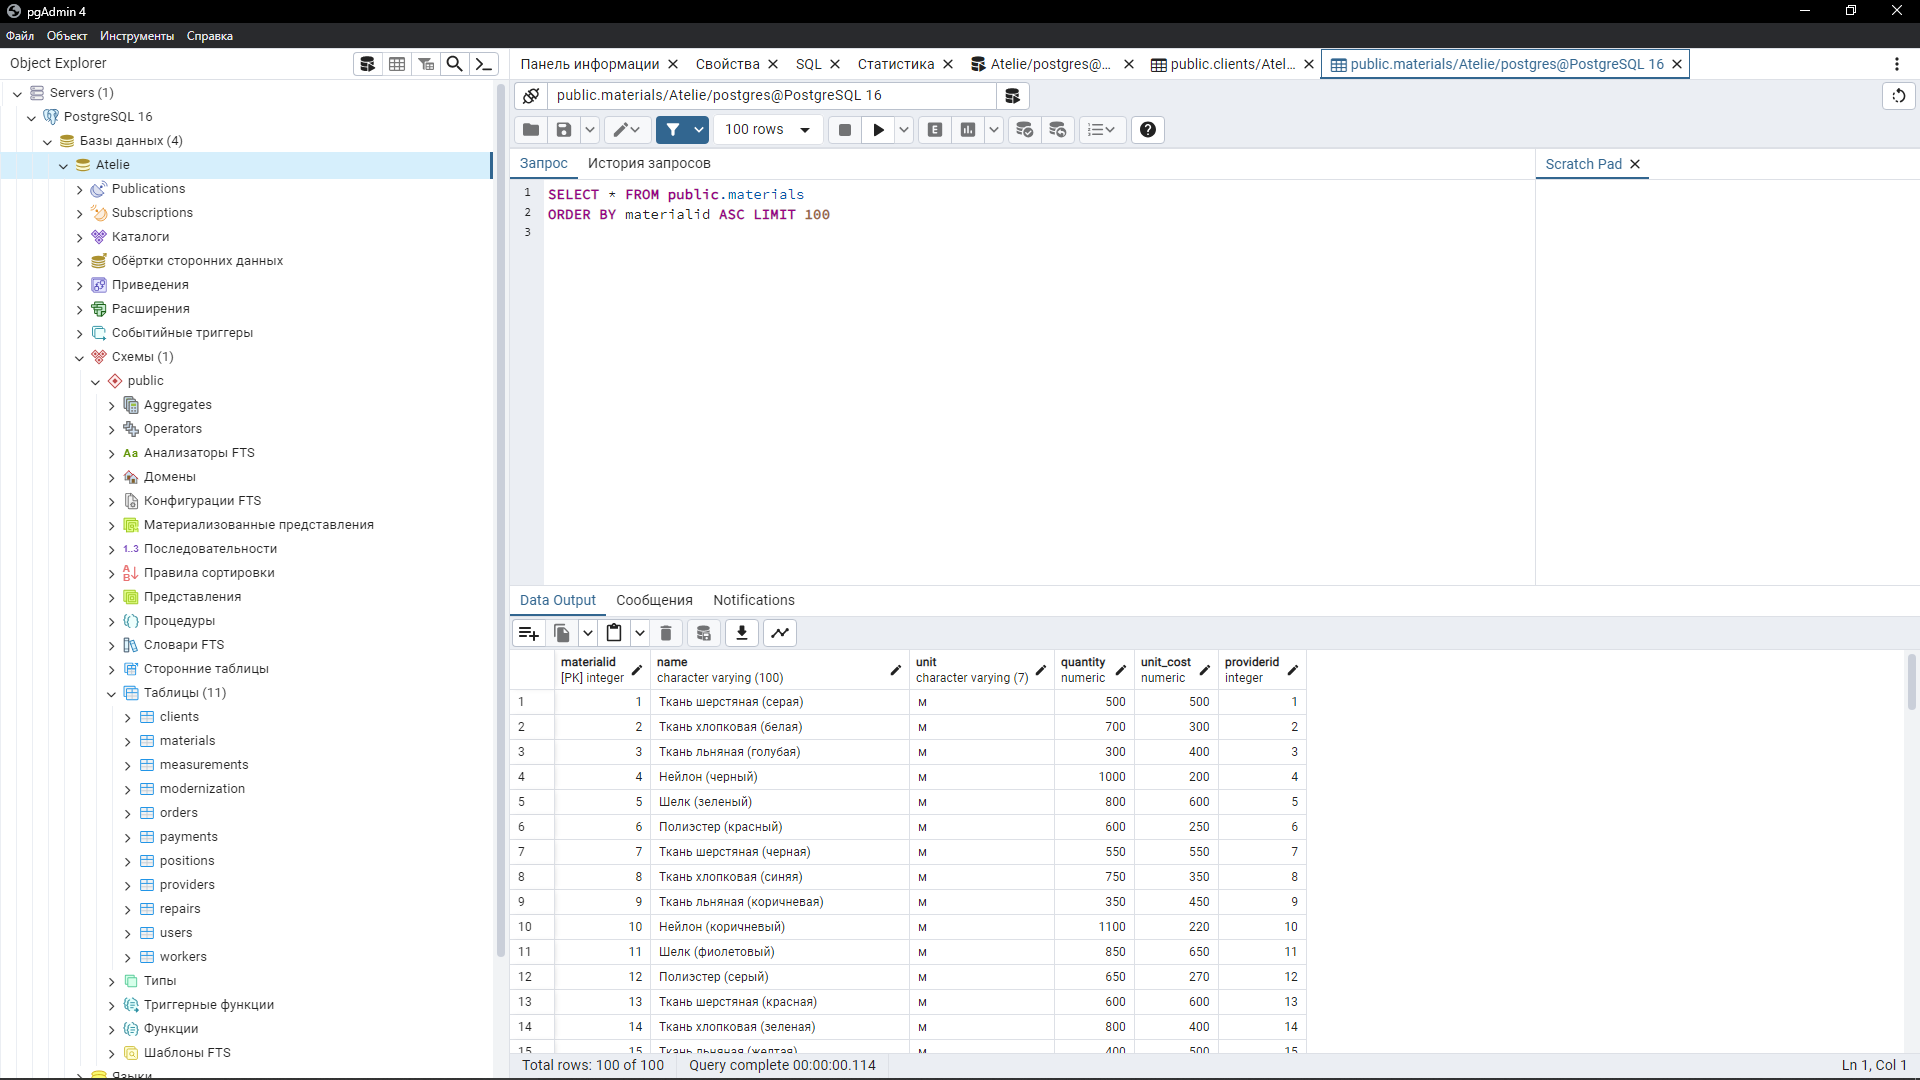 pgAdmin 4
Файл Объект Инструменты Справка
Object Explorer
Servers (1)
PostgreSQL 16
Базы данных (4)
Atelie
Publications
Subscriptions
Каталоги
Обёртки сторонних данных
Приведения
Расширения
Событийные триггеры
Схемы (1)
public
Aggregates
Operators
Aa Анализаторы FTS
Домены
Конфигурации FTS
Материализованные представления
1..3 Последовательности
Правила сортировки
Представления
Процедуры
Словари FTS
Сторонние таблицы
Таблицы (11)
clients
materials
measurements
modernization
orders
payments
positions
providers
repairs
users
workers
Типы
Триггерные функции
Функции
Шаблоны FTS
Языки
Панель информации Свойства SQL Статистика Atelie/postgres@... public.clients/Atel... public.materials/Atelie/postgres@PostgreSQL 16
public.materials/Atelie/postgres@PostgreSQL 16
100 rows E
Запрос История запросов
Scratch Pad
1 SELECT * FROM public.materials
2 ORDER BY materialid ASC LIMIT 100
3
Data Output Сообщения Notifications
materialid name unit quantity unit_cost providerid
[PK] integer character varying (100) character varying (7) numeric numeric integer
1 1 Ткань шерстяная (серая) м 500 500 1
2 2 Ткань хлопковая (белая) м 700 300 2
3 3 Ткань льняная (голубая) м 300 400 3
4 4 Нейлон (черный) м 1000 200 4
5 5 Шелк (зеленый) м 800 600 5
6 6 Полиэстер (красный) м 600 250 6
7 7 Ткань шерстяная (черная) м 550 550 7
8 8 Ткань хлопковая (синяя) м 750 350 8
9 9 Ткань льняная (коричневая) м 350 450 9
10 10 Нейлон (коричневый) м 1100 220 10
11 11 Шелк (фиолетовый) м 850 650 11
12 12 Полиэстер (серый) м 650 270 12
13 13 Ткань шерстяная (красная) м 600 600 13
14 14 Ткань хлопковая (зеленая) м 800 400 14
15 15 Ткань льняная (желтая) м 400 500 15
Total rows: 100 of 100 Query complete 00:00:00.114
Ln 1, Col 1